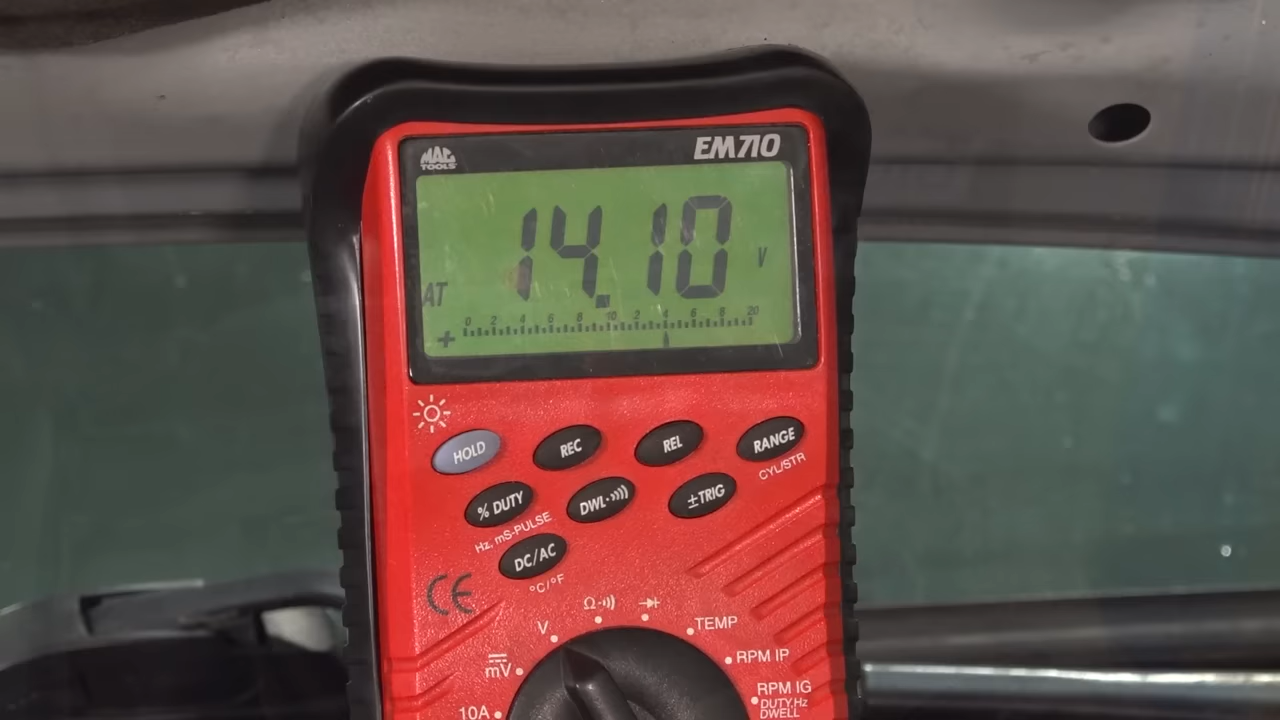 MAC
TOOLS
EM710
14.10 V
AT
0 2 4 6 8 10 2 4 6 8 20
+
HOLD
REC
REL
RANGE
CYL/STR
% DUTY
DWL·)))
±TRIG
Hz, mS-PULSE
DC/AC
°C/°F
CE
Ω·))
V
TEMP
mV
RPM IP
10A
RPM IG
DUTY,Hz
DWELL